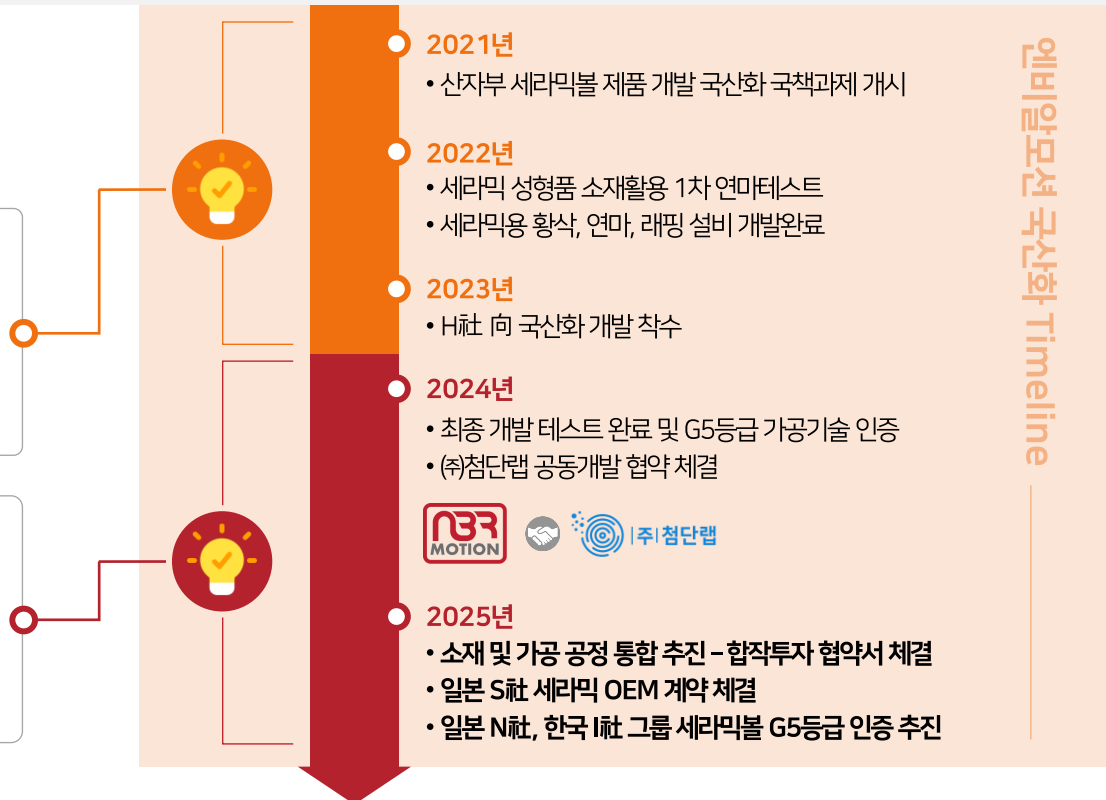 2021년
• 산자부 세라믹볼 제품 개발 국산화 국책과제 개시
2022년
• 세라믹 성형품 소재활용 1차 연마테스트
• 세라믹용 황삭, 연마, 래핑 설비 개발완료
2023년
• H社 向 국산화 개발 착수
2024년
• 최종 개발 테스트 완료 및 G5등급 가공기술 인증
• ㈜첨단랩 공동개발 협약 체결
NBR
MOTION
|주|첨단랩
2025년
• 소재 및 가공 공정 통합 추진 – 합작투자 협약서 체결
• 일본 S社 세라믹 OEM 계약 체결
• 일본 N社, 한국 I社 그룹 세라믹볼 G5등급 인증 추진
엔비알모션 국산화 Timeline